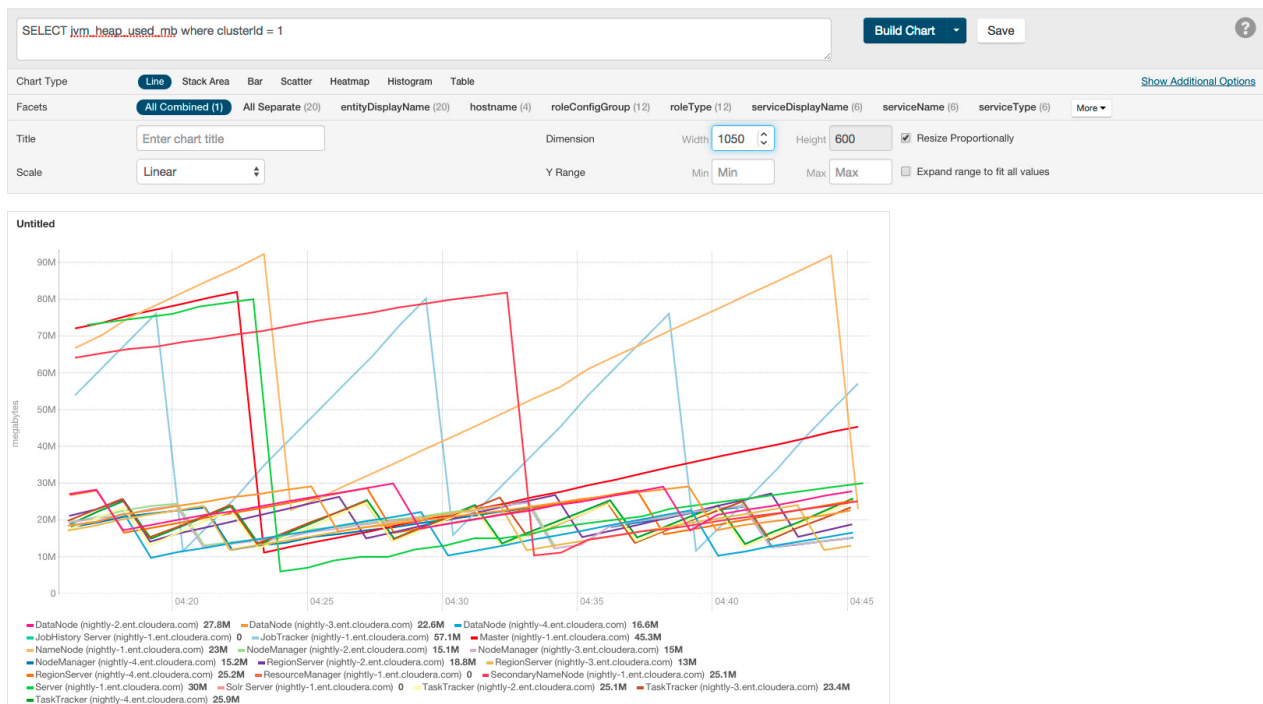 SELECT jvm_heap_used_mb where clusterId = 1
Build Chart
Save
?
Chart Type Line Stack Area Bar Scatter Heatmap Histogram Table Show Additional Options
Facets All Combined (1) All Separate (20) entityDisplayName (20) hostname (4) roleConfigGroup (12) roleType (12) serviceDisplayName (6) serviceName (6) serviceType (6) More
Title Enter chart title Dimension Width 1050 Height 600 Resize Proportionally
Scale Linear Y Range Min Min Max Max Expand range to fit all values
Untitled
90M
80M
70M
60M
50M
40M
30M
20M
10M
0
megabytes
04:20 04:25 04:30 04:35 04:40 04:45
DataNode (nightly-2.ent.cloudera.com) 27.8M DataNode (nightly-3.ent.cloudera.com) 22.6M DataNode (nightly-4.ent.cloudera.com) 16.6M
JobHistory Server (nightly-1.ent.cloudera.com) 0 JobTracker (nightly-1.ent.cloudera.com) 57.1M Master (nightly-1.ent.cloudera.com) 45.3M
NameNode (nightly-1.ent.cloudera.com) 23M NodeManager (nightly-2.ent.cloudera.com) 15.1M NodeManager (nightly-3.ent.cloudera.com) 15M
NodeManager (nightly-4.ent.cloudera.com) 15.2M RegionServer (nightly-2.ent.cloudera.com) 18.8M RegionServer (nightly-3.ent.cloudera.com) 13M
RegionServer (nightly-4.ent.cloudera.com) 25.2M ResourceManager (nightly-1.ent.cloudera.com) 0 SecondaryNameNode (nightly-1.ent.cloudera.com) 25.1M
Server (nightly-1.ent.cloudera.com) 30M Solr Server (nightly-1.ent.cloudera.com) 0 TaskTracker (nightly-2.ent.cloudera.com) 25.1M TaskTracker (nightly-3.ent.cloudera.com) 23.4M
TaskTracker (nightly-4.ent.cloudera.com) 25.9M